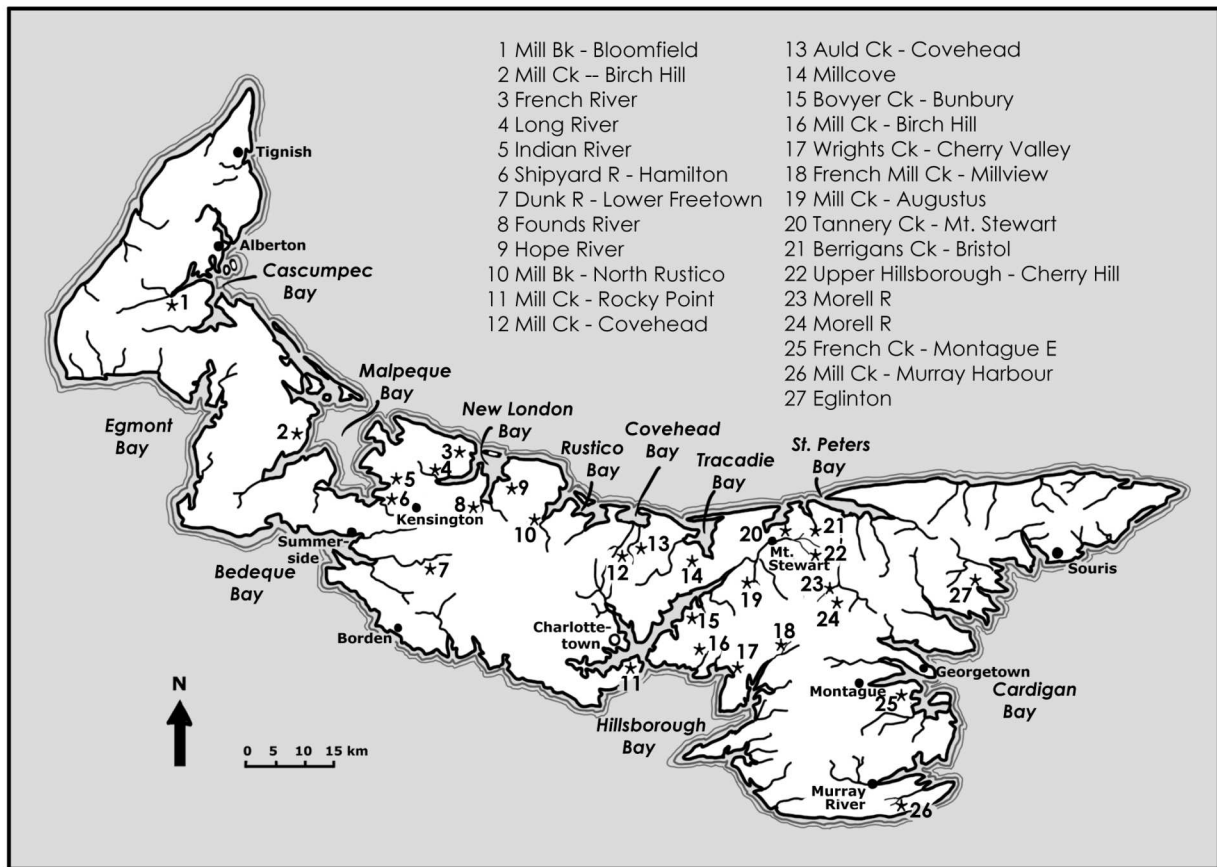 1 Mill Bk - Bloomfield
2 Mill Ck -- Birch Hill
3 French River
4 Long River
5 Indian River
6 Shipyard R - Hamilton
7 Dunk R - Lower Freetown
8 Founds River
9 Hope River
10 Mill Bk - North Rustico
11 Mill Ck - Rocky Point
12 Mill Ck - Covehead
13 Auld Ck - Covehead
14 Millcove
15 Bovyer Ck - Bunbury
16 Mill Ck - Birch Hill
17 Wrights Ck - Cherry Valley
18 French Mill Ck - Millview
19 Mill Ck - Augustus
20 Tannery Ck - Mt. Stewart
21 Berrigans Ck - Bristol
22 Upper Hillsborough - Cherry Hill
23 Morell R
24 Morell R
25 French Ck - Montague E
26 Mill Ck - Murray Harbour
27 Eglinton
Tignish
Alberton
Cascumpec
Bay
1
Malpeque
Bay
Egmont
Bay
2
New London
Bay
Rustico
Bay
Covehead
Bay
Tracadie
Bay
St. Peters
Bay
3
4
5
6
Kensington
8
9
10
Summer-
side
Bedeque
Bay
7
Borden
12
13
14
20
21
Mt.
Stewart
22
23
24
19
27
Souris
Charlotte-
town
15
16
17
18
11
Hillsborough
Bay
Georgetown
Montague
25
Cardigan
Bay
Murray
River
26
N
0 5 10 15 km